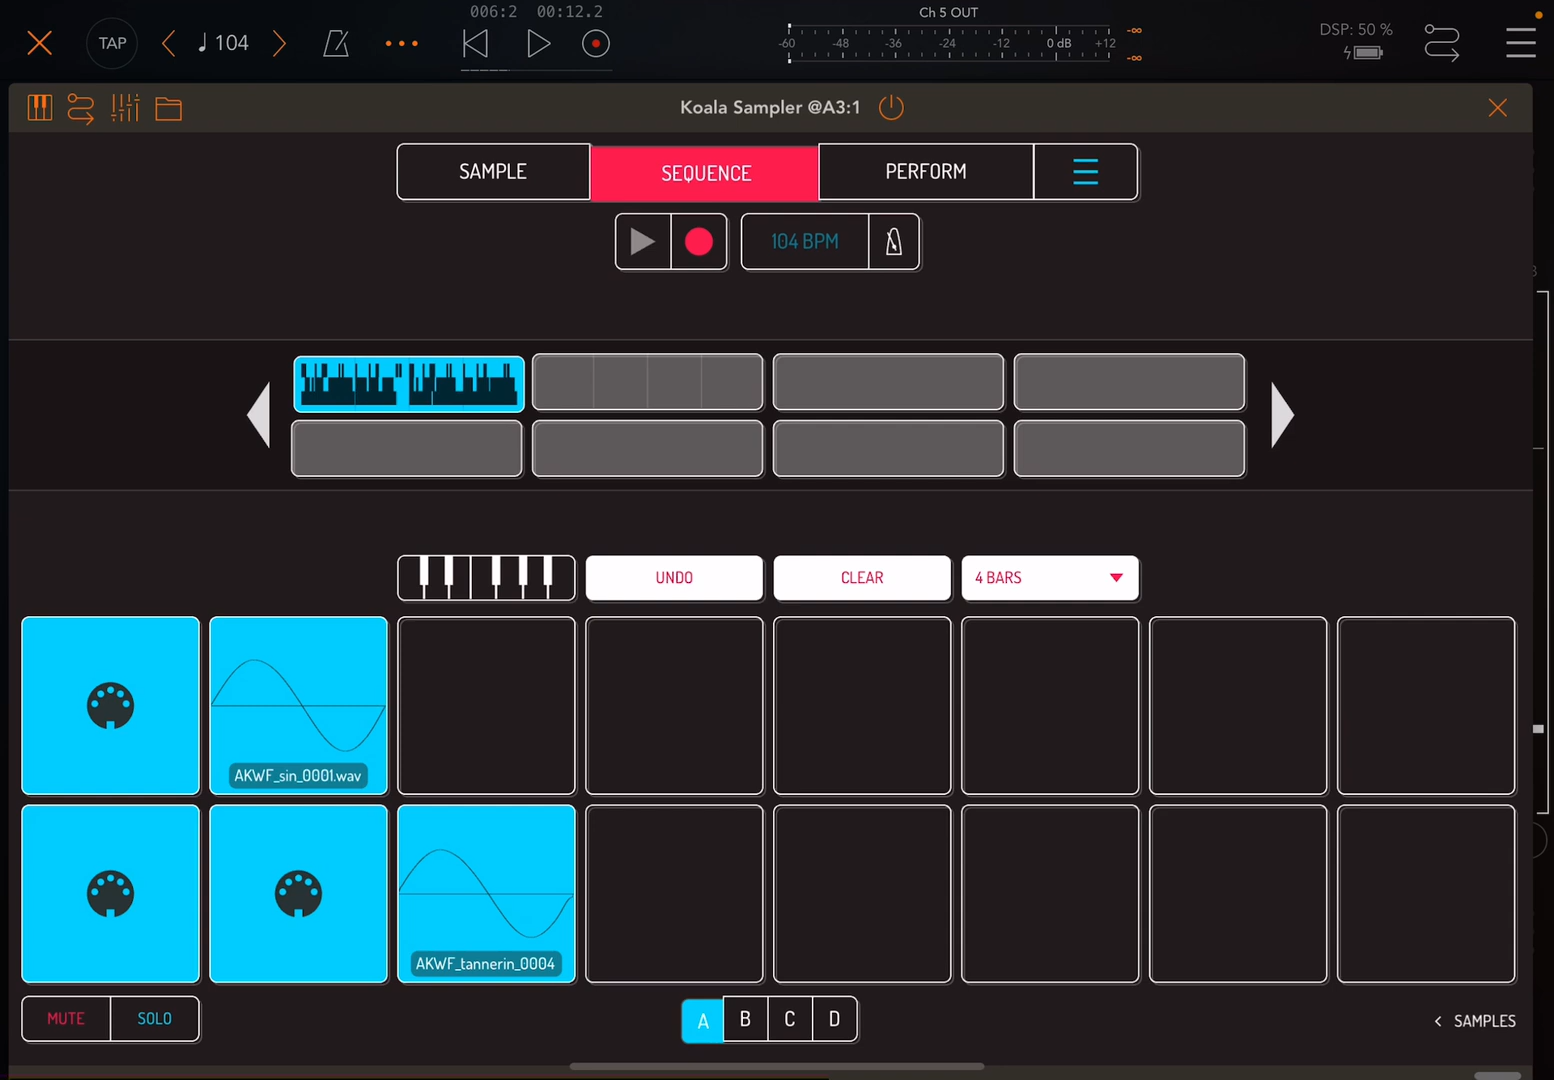 006:2 00:12.2
Ch 5 OUT
TAP
♩ 104
-60 -48 -36 -24 -12 0 dB +12
-∞
-∞
DSP: 50 %
Koala Sampler @A3:1
SAMPLE SEQUENCE PERFORM
104 BPM
UNDO CLEAR 4 BARS
AKWF_sin_0001.wav
AKWF_tannerin_0004
MUTE SOLO
A B C D
< SAMPLES